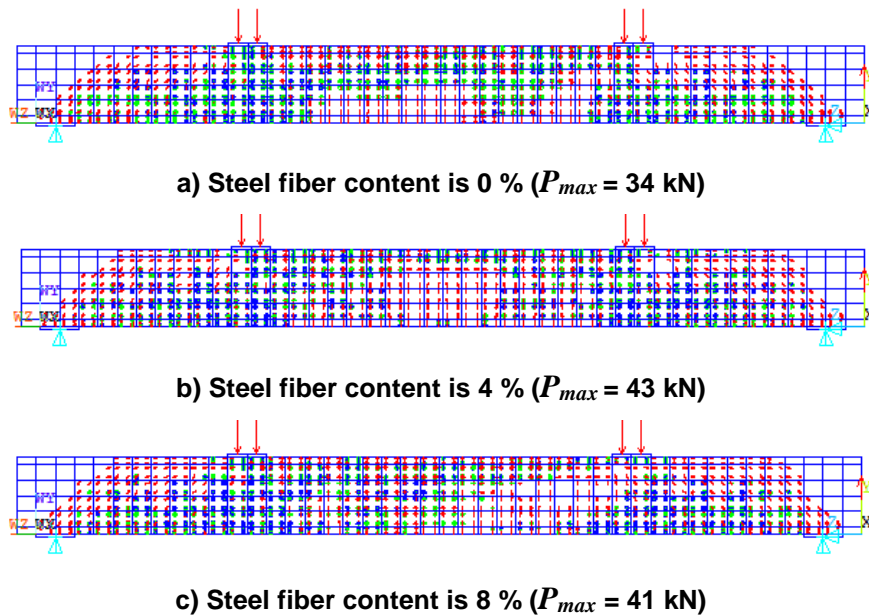 a) Steel fiber content is 0 % (Pmax = 34 kN)
b) Steel fiber content is 4 % (Pmax = 43 kN)
c) Steel fiber content is 8 % (Pmax = 41 kN)